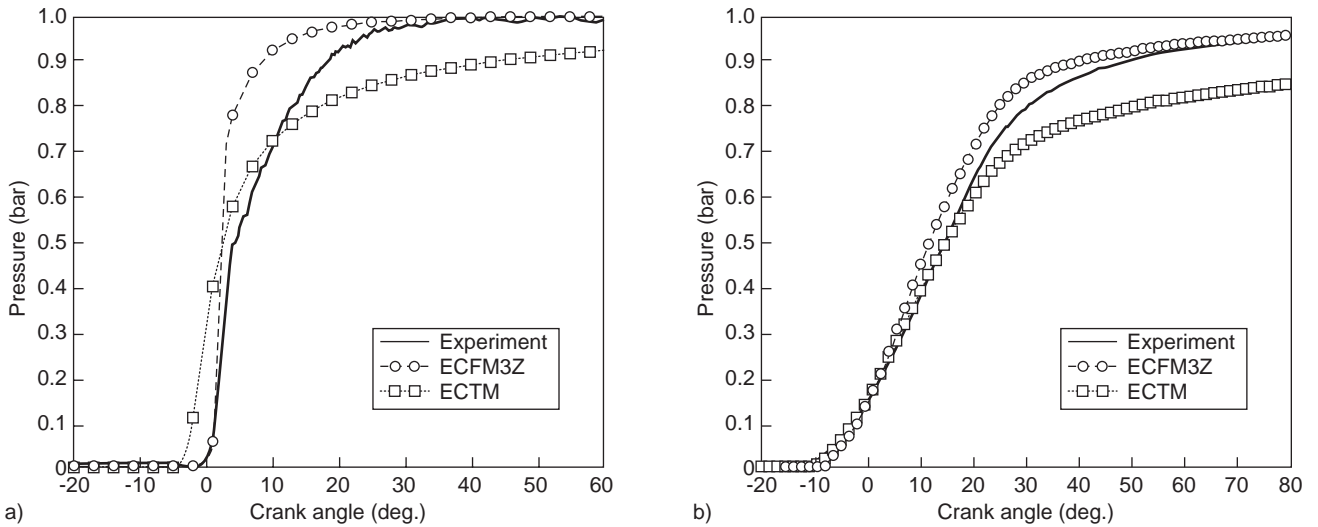 1.0
0.9
0.8
0.7
0.6
0.5
0.4
0.3
0.2
0.1
0
Pressure (bar)
Experiment
ECFM3Z
ECTM
-20 -10 0 10 20 30 40 50 60
a) Crank angle (deg.)
1.0
0.9
0.8
0.7
0.6
0.5
0.4
0.3
0.2
0.1
0
Pressure (bar)
Experiment
ECFM3Z
ECTM
-20 -10 0 10 20 30 40 50 60 70 80
b) Crank angle (deg.)